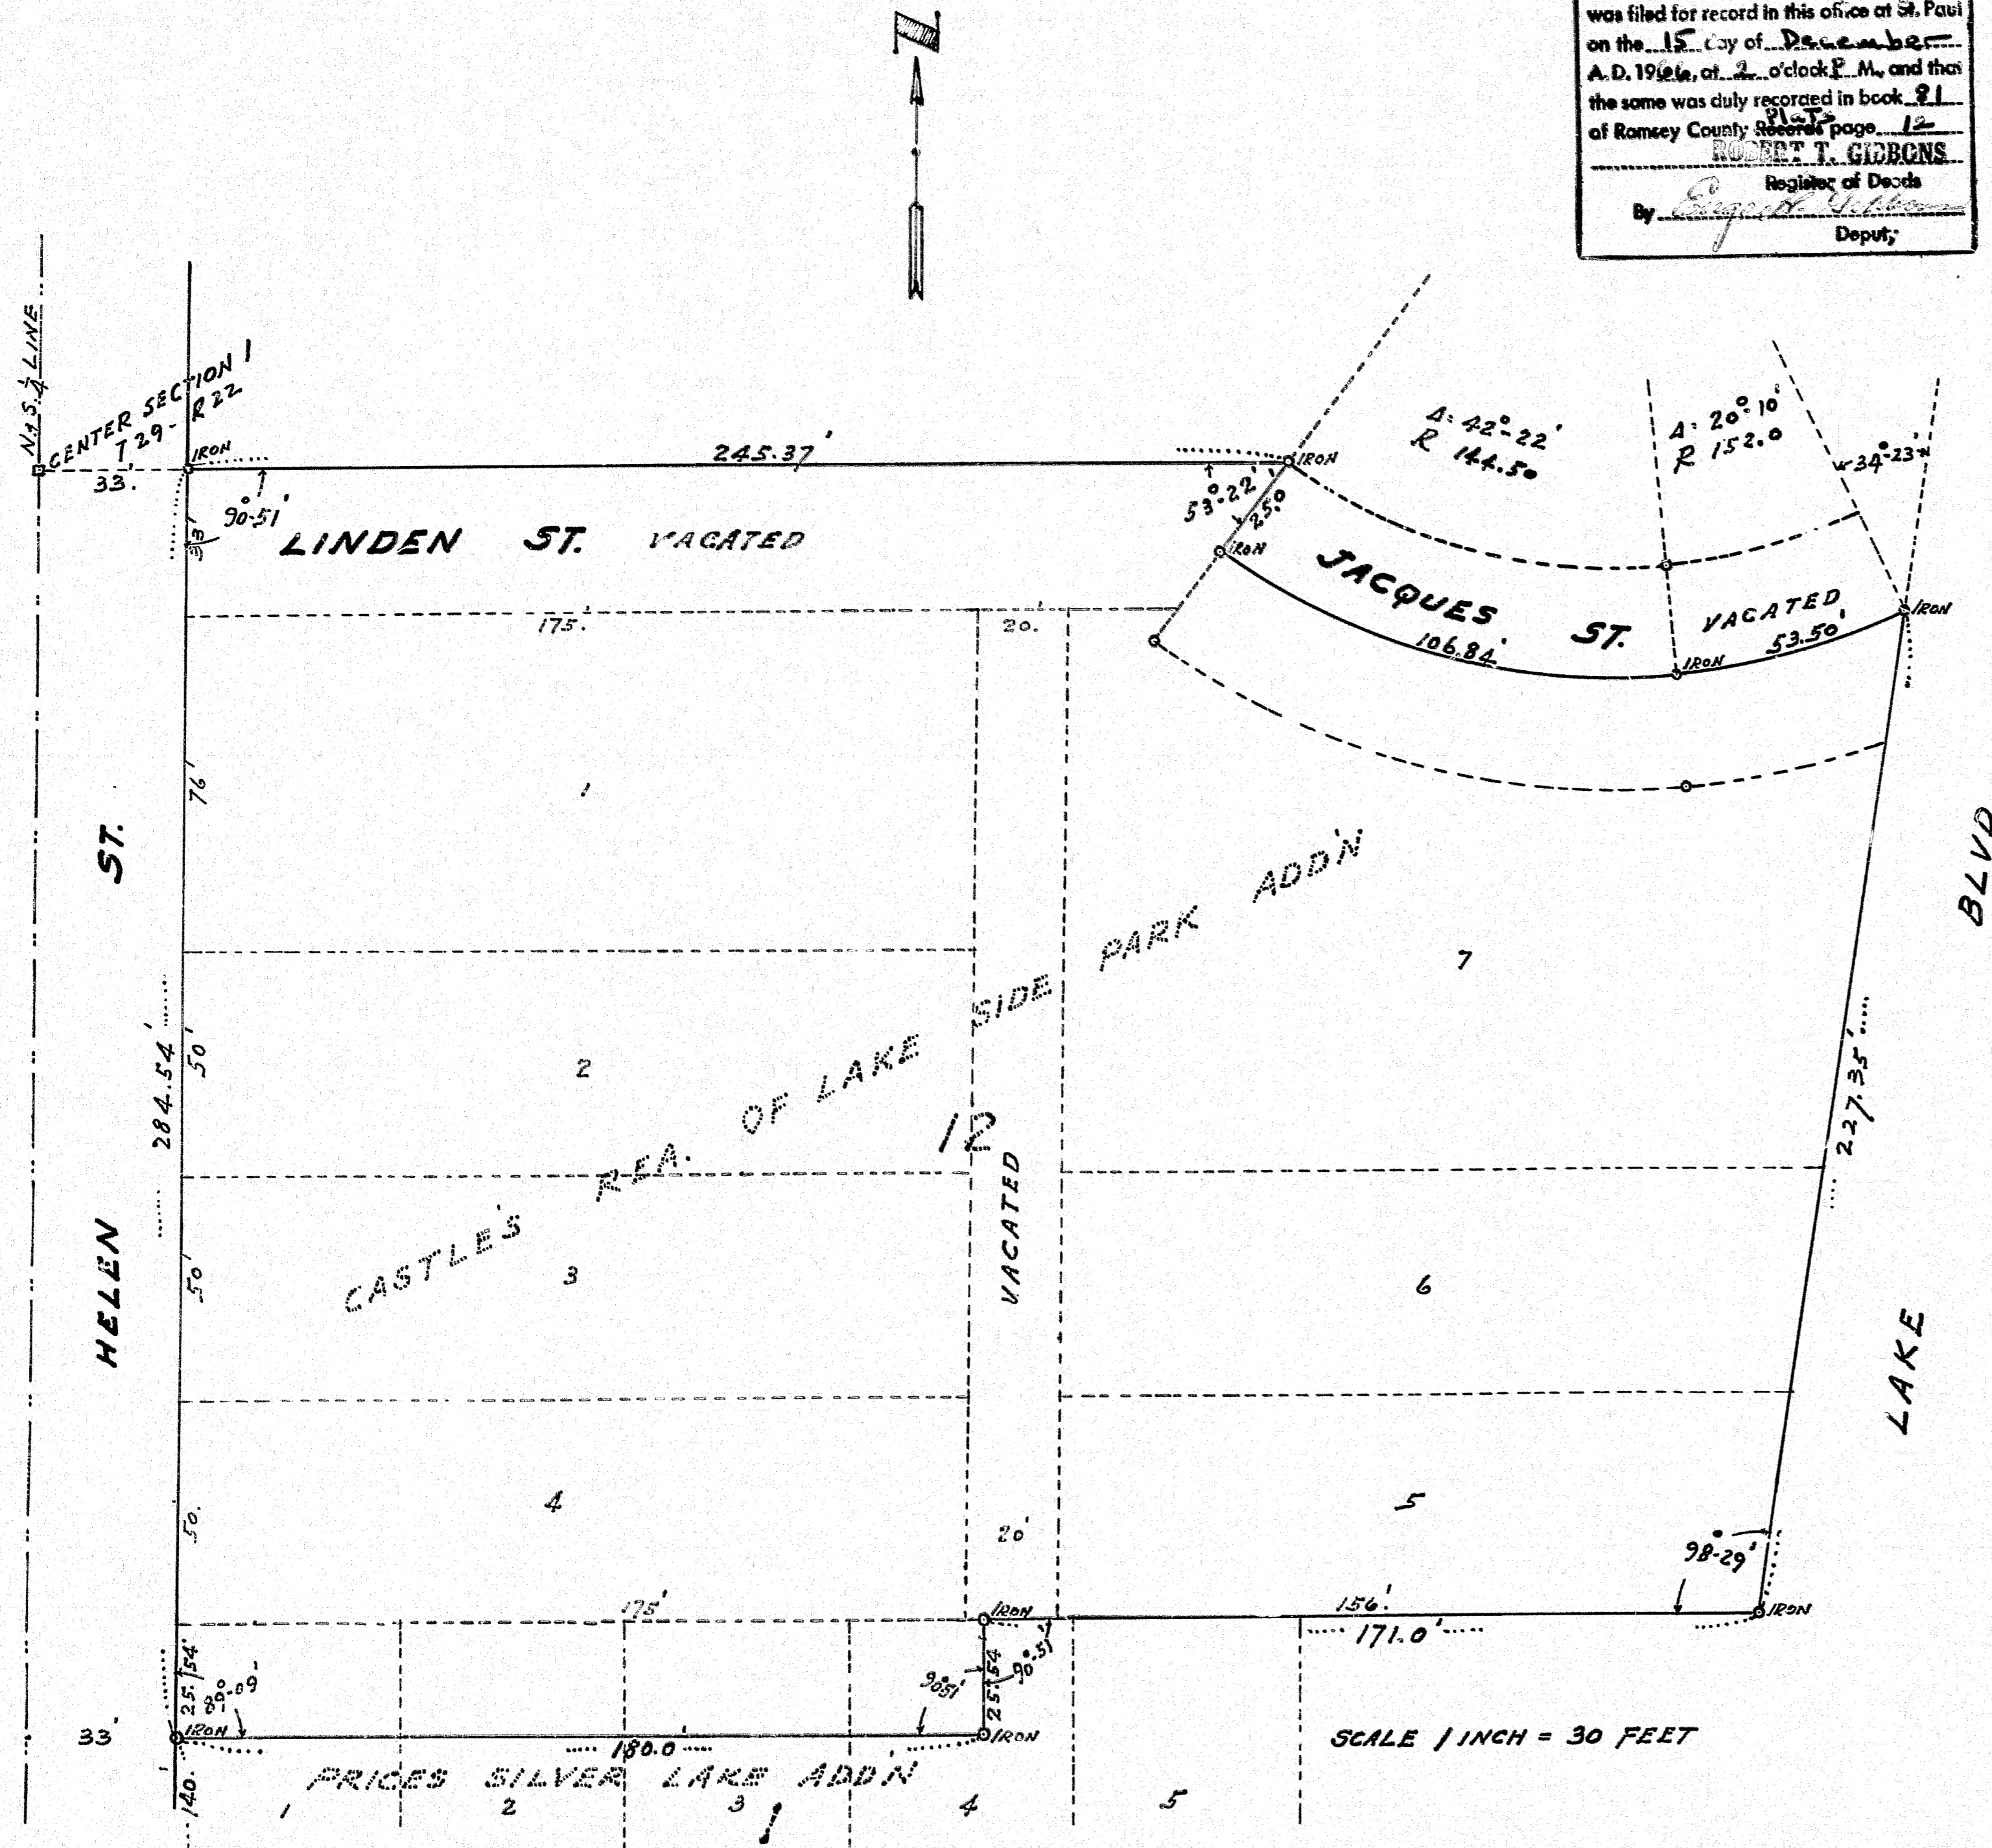 was filed for record in this office at St. Paul
on the 15 day of December
A.D. 1966, at 2 o'clock P M., and that
the same was duly recorded in book 81
of Ramsey County Records Plats page 12
ROBERT T. GIBBONS
Register of Deeds
By
Deputy
N
N & S ¼ LINE
CENTER SECTION 1
T 29 - R 22
33.'
IRON
90°-51'
245.37'
33'
LINDEN ST. VACATED
53°-22'
25.0
IRON
IRON
Δ: 42°-22'
R 144.50
Δ: 20°-10'
R 152.0
34°-23'
JACQUES ST. VACATED
106.84'
53.50'
IRON
IRON
175.'
20.'
76'
1
HELEN ST.
284.54'
50'
2
50'
3
50.
4
CASTLE'S REA. OF LAKE SIDE PARK ADD'N
12
VACATED
20'
7
6
5
LAKE BLVD
227.35'
98°-29'
175'
IRON
156.'
171.0'
IRON
25.54'
89°-09'
90°51'
25.54
90°-51'
33'
IRON
180.0'
IRON
SCALE 1 INCH = 30 FEET
140.'
PRICES SILVER LAKE ADD'N
1 2 3 4 5
1